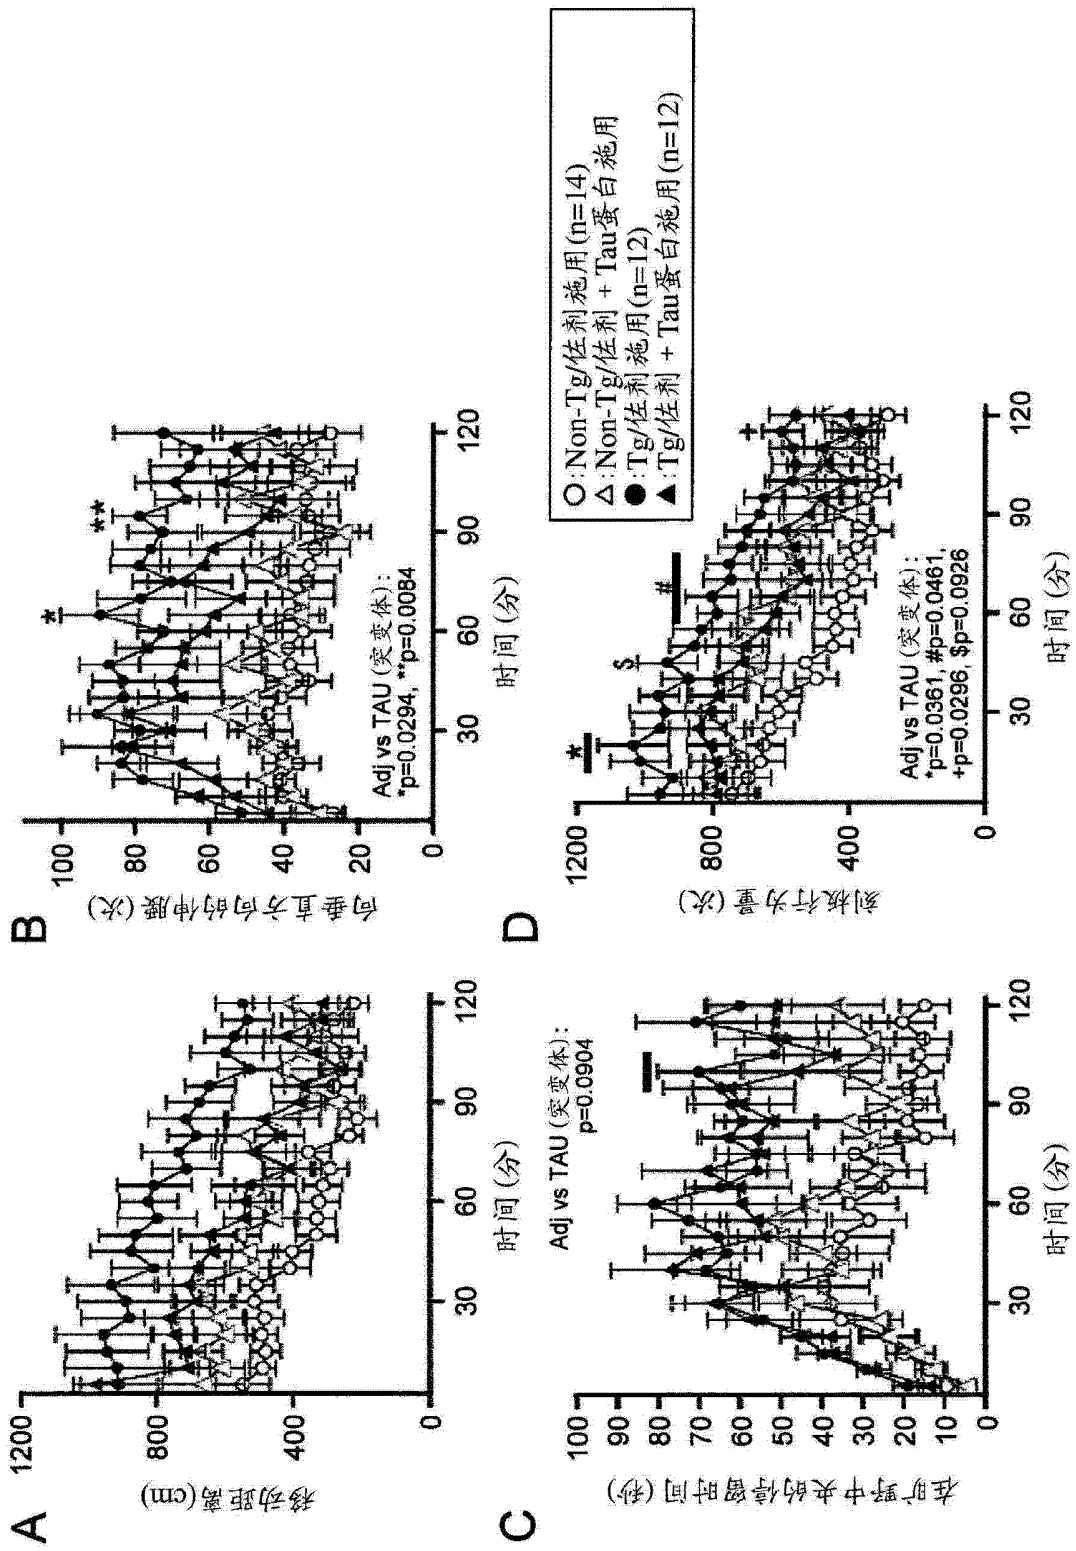 A
移动距离(cm)
1200
800
400
0
30
60
90
120
时间(分)
B
向垂直方向的伸腰(次)
100
80
60
40
20
0
30
60
90
120
时间(分)
*
**
Adj vs TAU (突变体):
*p=0.0294, **p=0.0084
C
在旷野中央的停留时间(秒)
100
90
80
70
60
50
40
30
20
10
0
30
60
90
120
时间(分)
Adj vs TAU (突变体):
p=0.0904
D
刻板行为量(次)
1200
800
400
0
30
60
90
120
时间(分)
*
$
#
+
Adj vs TAU (突变体):
*p=0.0361, #p=0.0461,
+p=0.0296, $p=0.0926
○:Non-Tg/佐剂施用(n=14)
△:Non-Tg/佐剂 + Tau蛋白施用
●:Tg/佐剂施用(n=12)
▲:Tg/佐剂 + Tau蛋白施用(n=12)